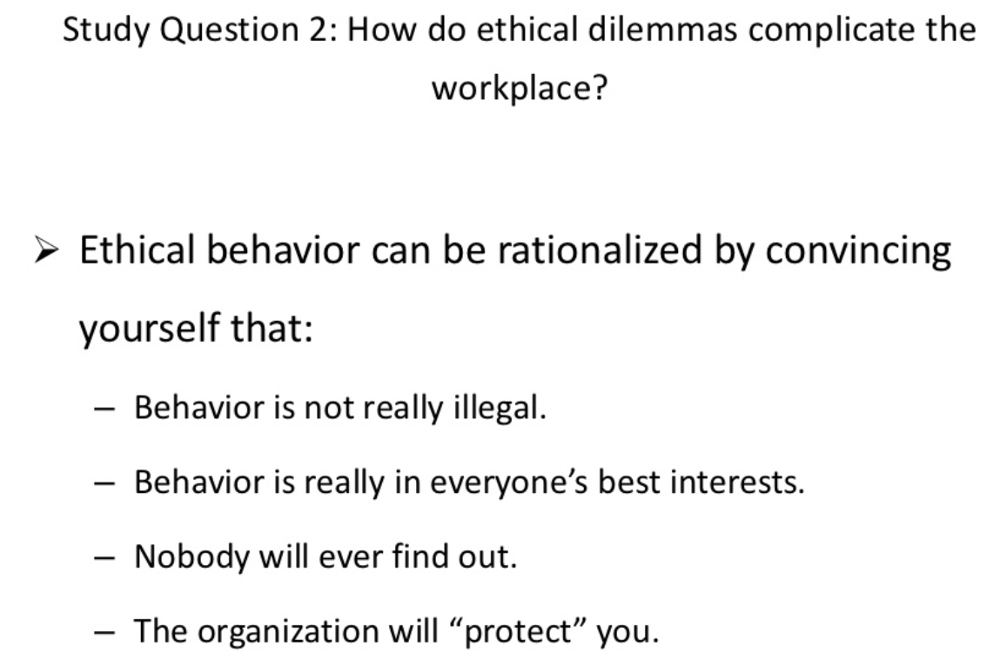 Study Question 2: How do ethical dilemmas complicate the
workplace?
➢ Ethical behavior can be rationalized by convincing
yourself that:
– Behavior is not really illegal.
– Behavior is really in everyone’s best interests.
– Nobody will ever find out.
– The organization will “protect” you.